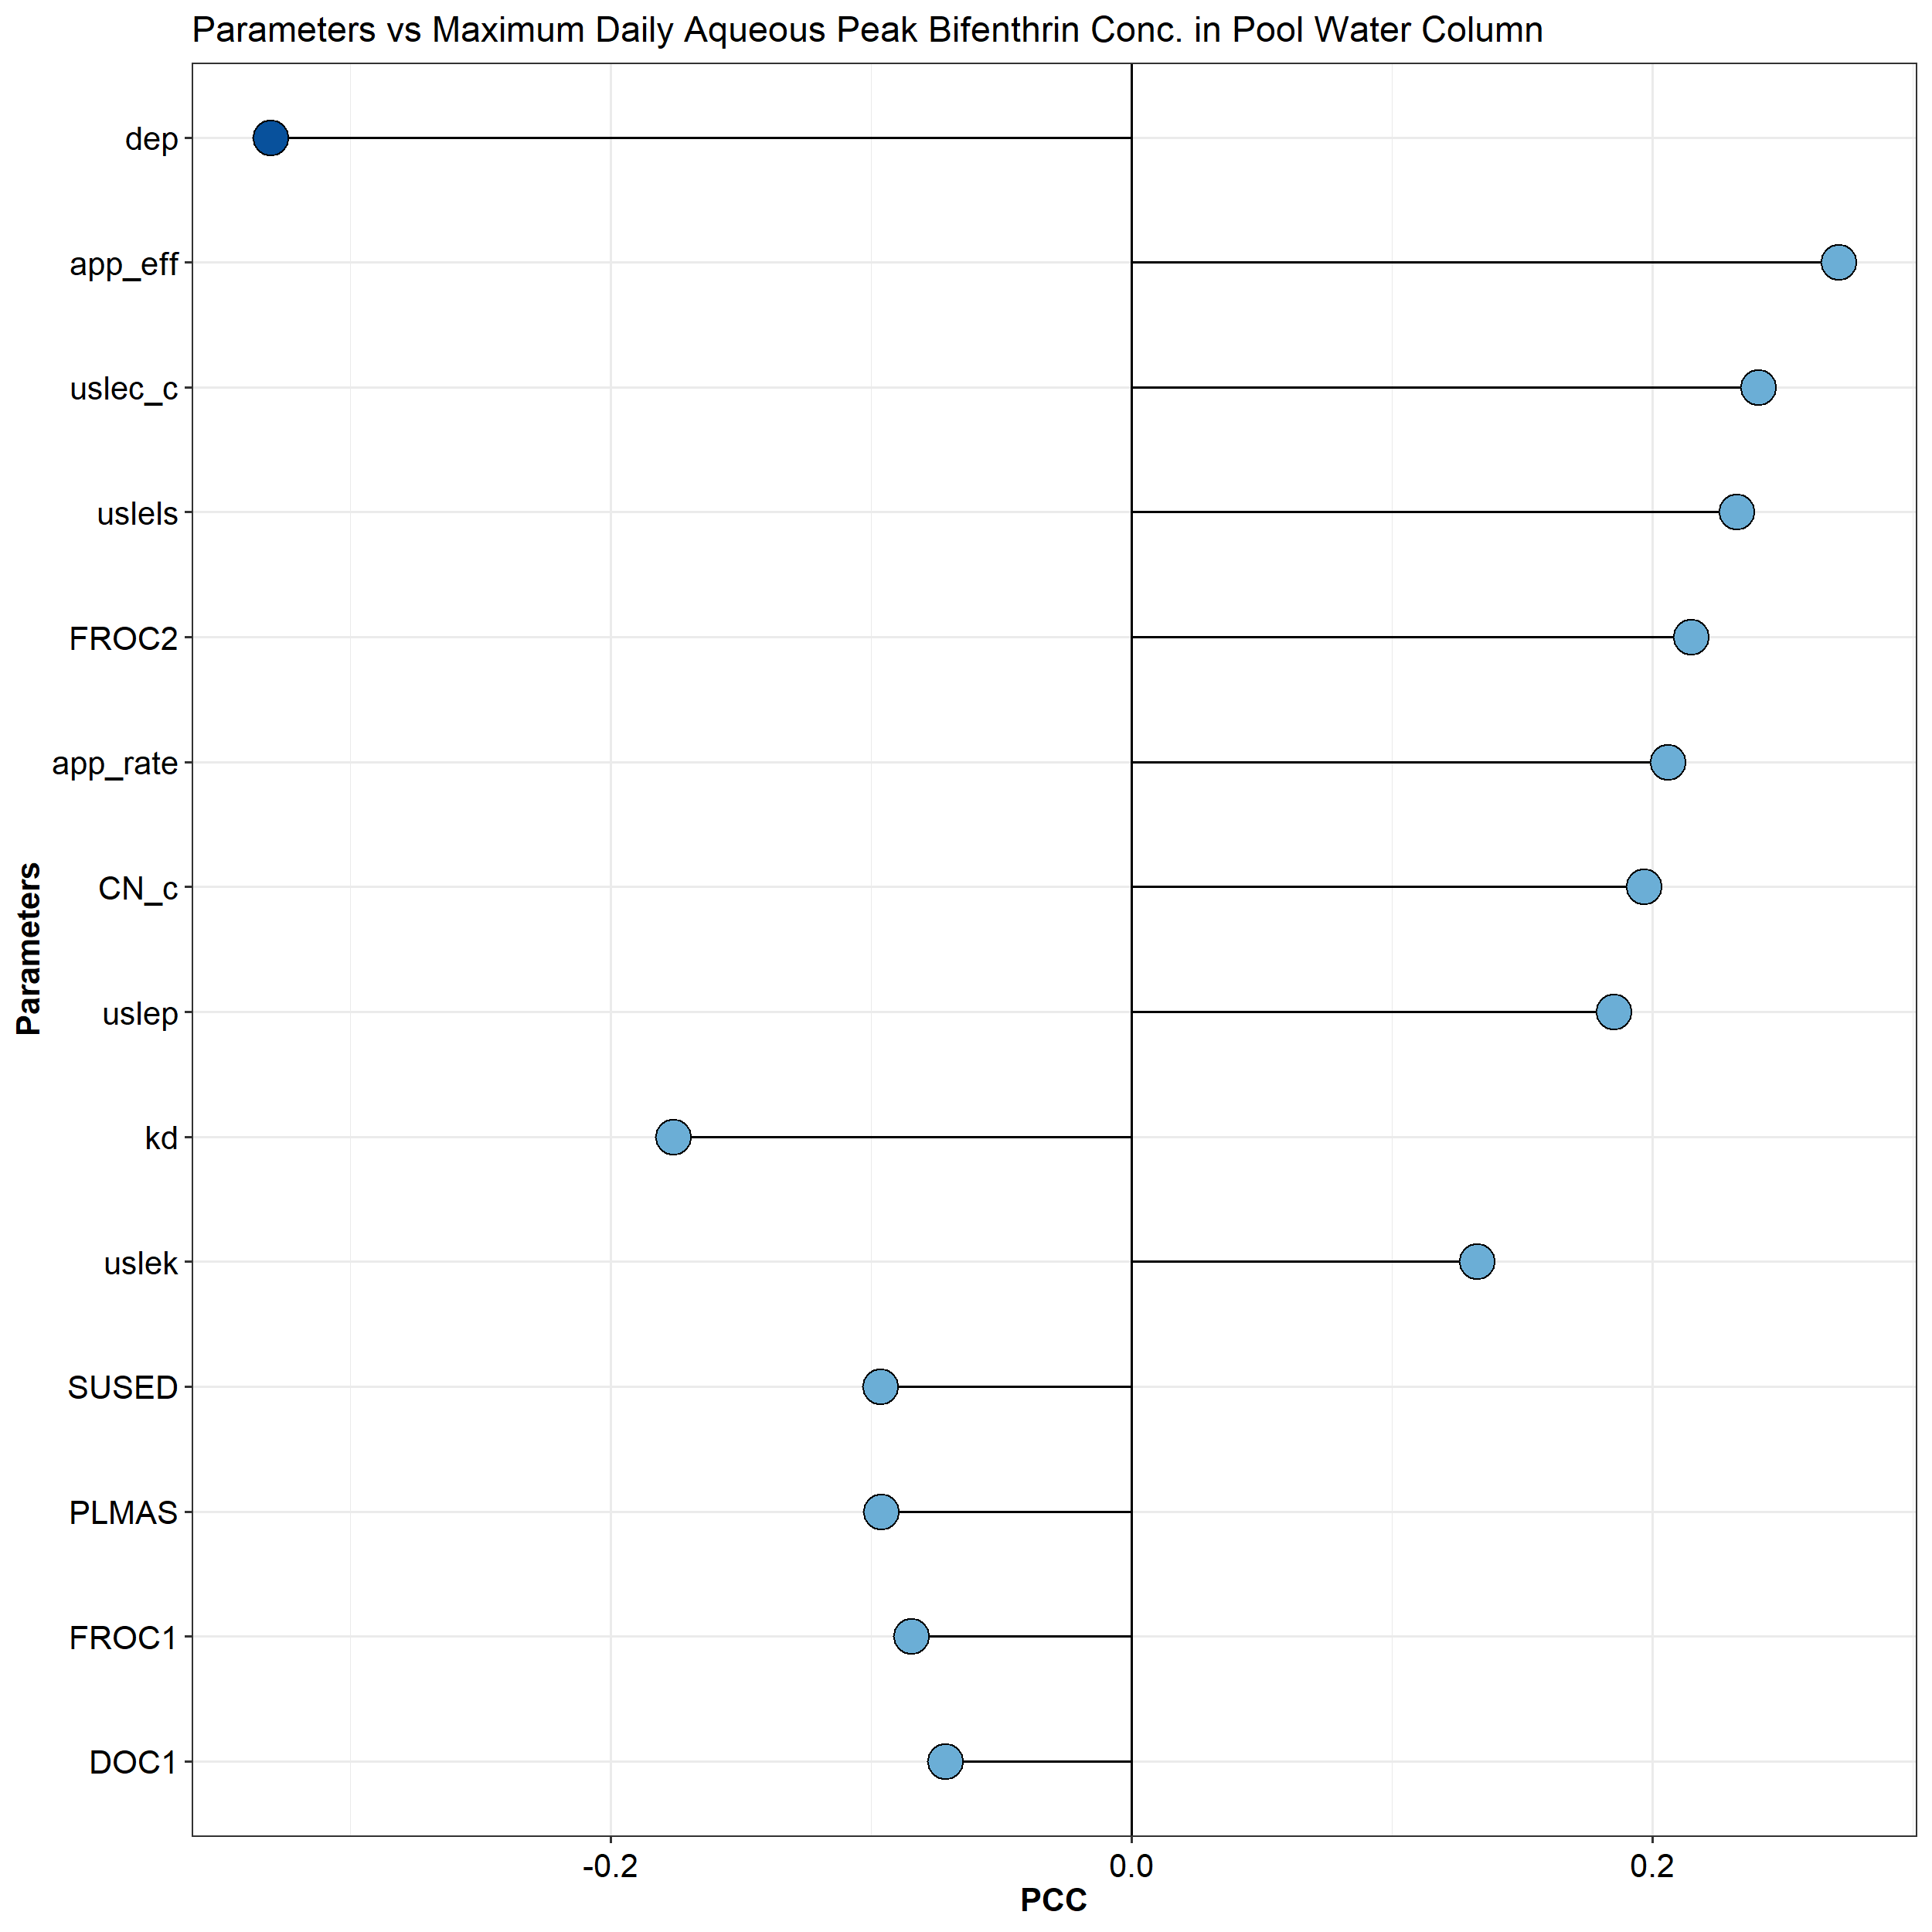 Parameters vs Maximum Daily Aqueous Peak Bifenthrin Conc. in Pool Water Column
Parameters
dep
app_eff
uslec_c
uslels
FROC2
app_rate
CN_c
uslep
kd
uslek
SUSED
PLMAS
FROC1
DOC1
-0.2 0.0 0.2
PCC